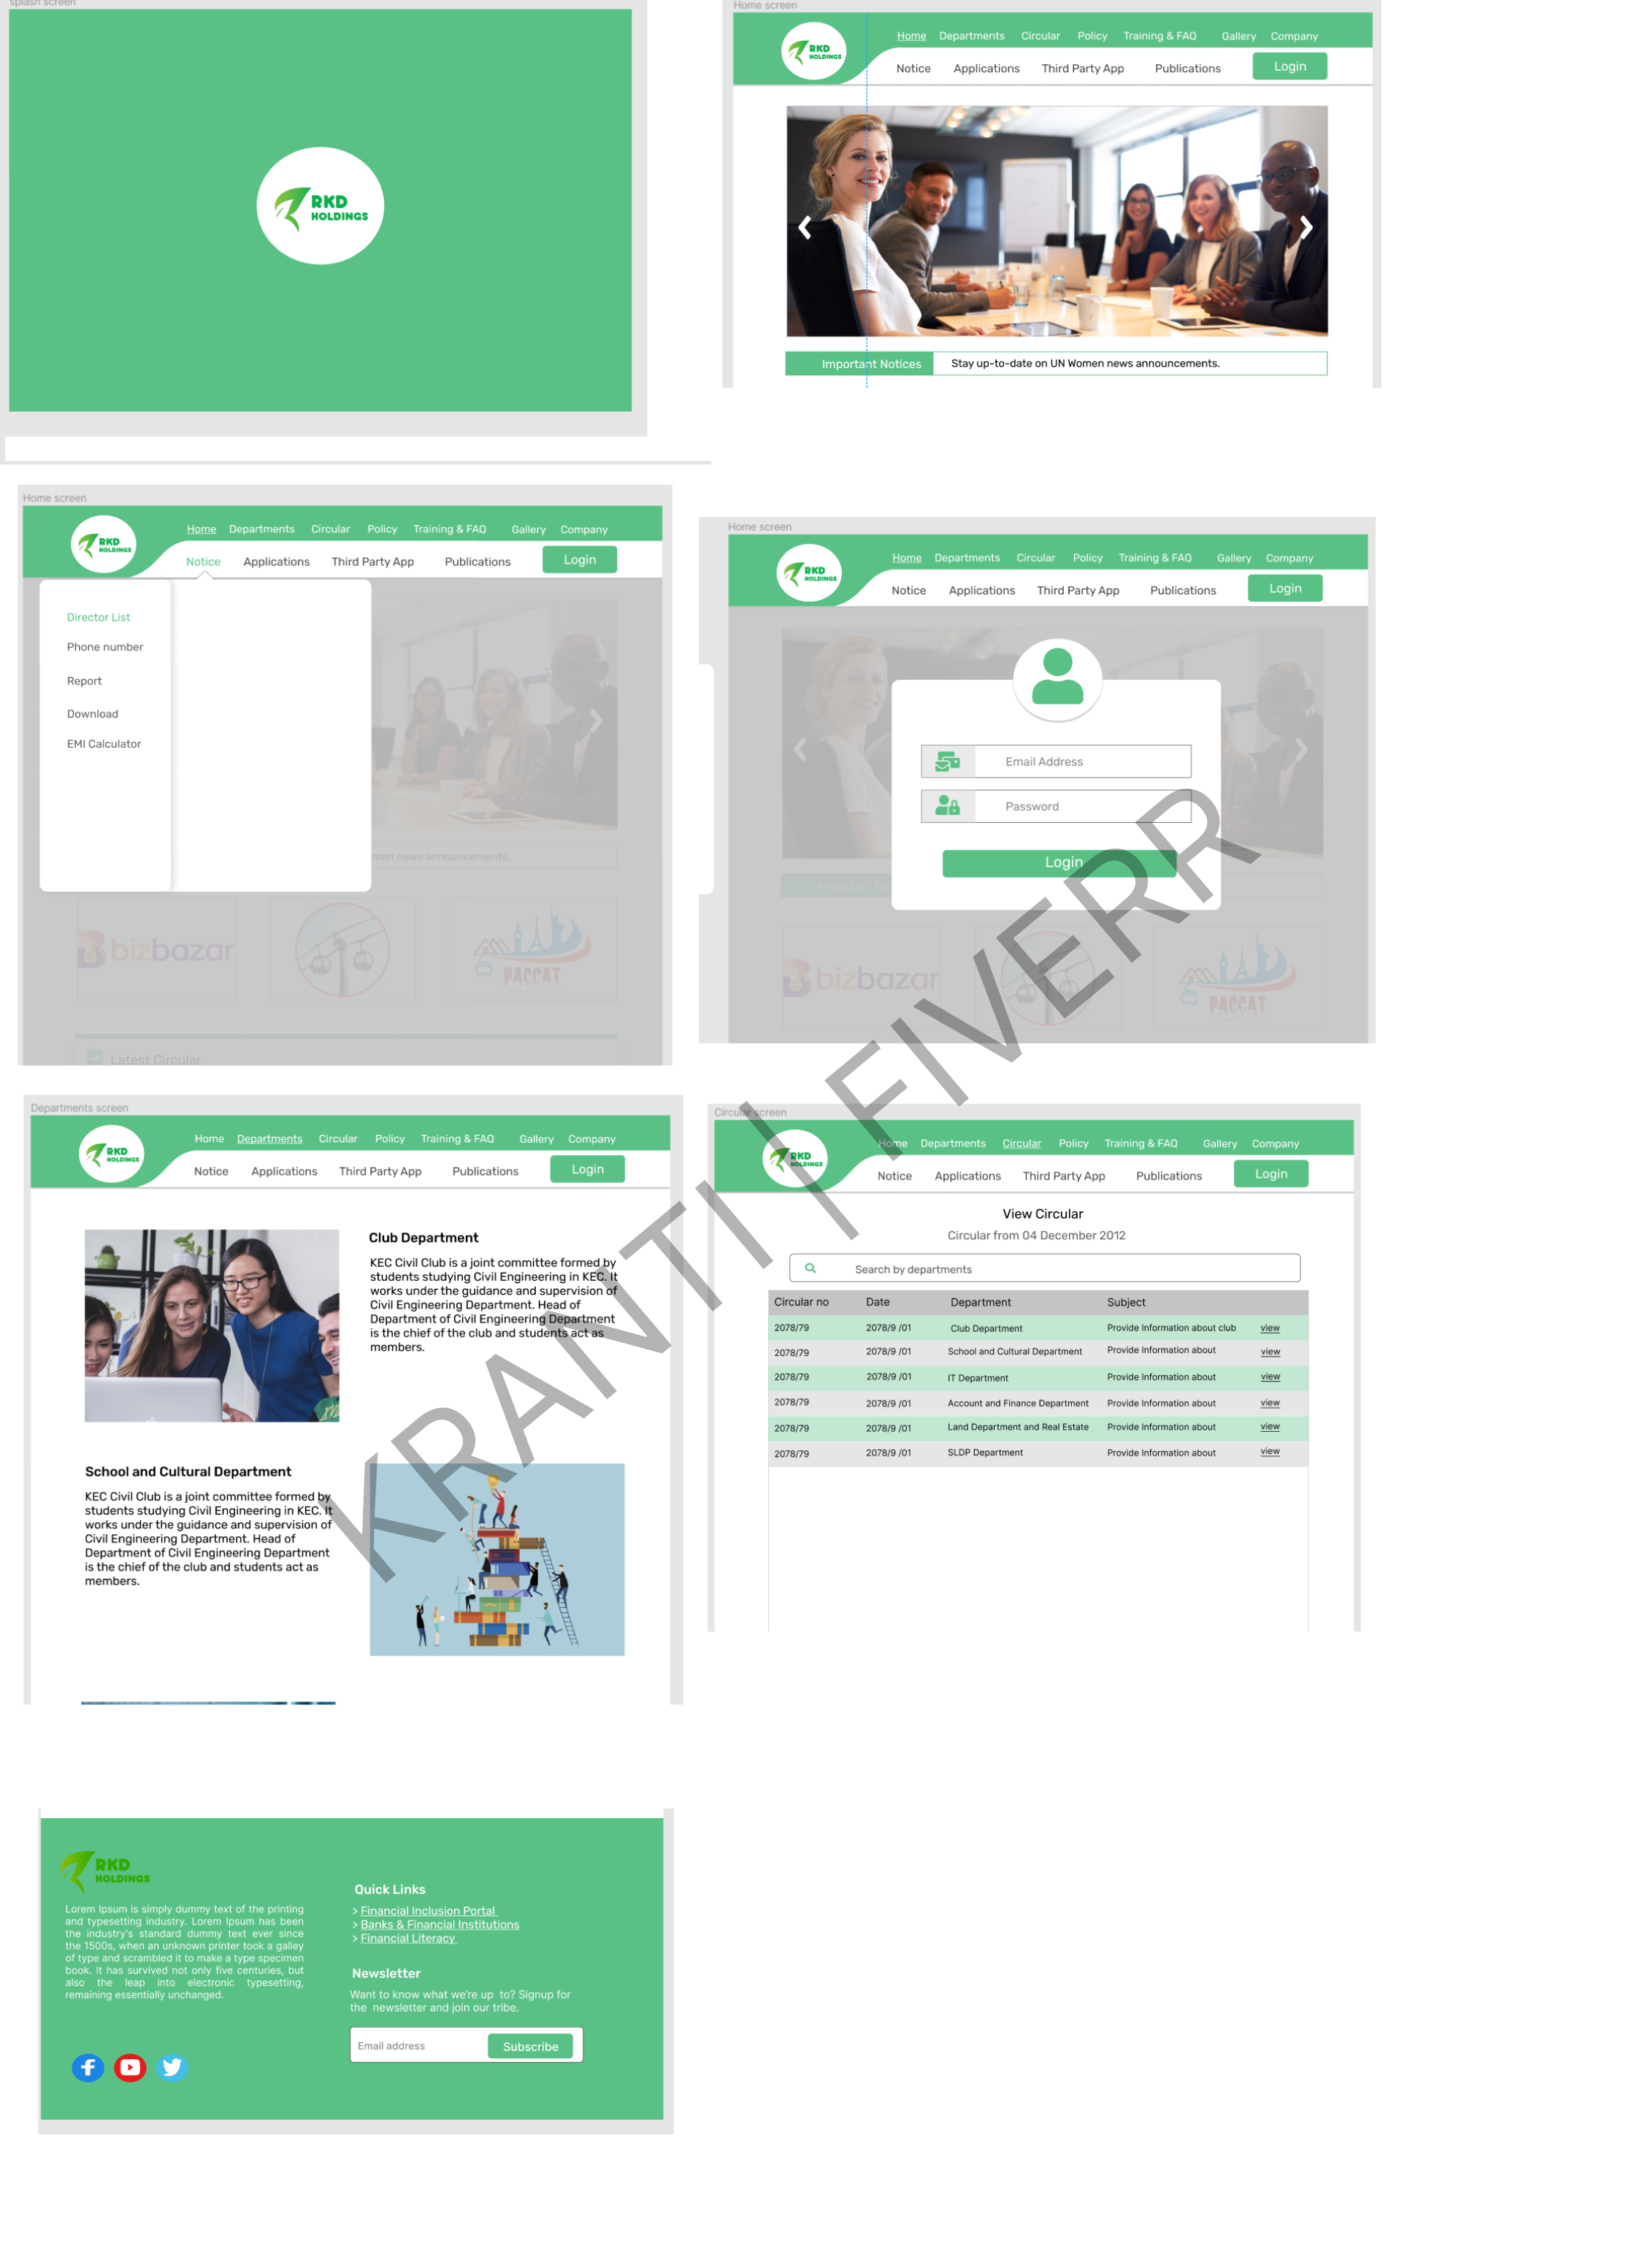 splash screen
RKD
HOLDINGS
Home screen
RKD
HOLDINGS
Home Departments Circular Policy Training & FAQ Gallery Company
Notice Applications Third Party App Publications Login
Important Notices Stay up-to-date on UN Women news announcements.
Home screen
RKD
HOLDINGS
Home Departments Circular Policy Training & FAQ Gallery Company
Notice Applications Third Party App Publications Login
Director List
Phone number
Report
Download
EMI Calculator
men news announcements.
bizbazar
PACCAT
Latest Circular
Home screen
RKD
HOLDINGS
Home Departments Circular Policy Training & FAQ Gallery Company
Notice Applications Third Party App Publications Login
Email Address
Password
Login
Important No
bizbazar
PACCAT
Departments screen
RKD
HOLDINGS
Home Departments Circular Policy Training & FAQ Gallery Company
Notice Applications Third Party App Publications Login
Club Department
KEC Civil Club is a joint committee formed by
students studying Civil Engineering in KEC. It
works under the guidance and supervision of
Civil Engineering Department. Head of
Department of Civil Engineering Department
is the chief of the club and students act as
members.
School and Cultural Department
KEC Civil Club is a joint committee formed by
students studying Civil Engineering in KEC. It
works under the guidance and supervision of
Civil Engineering Department. Head of
Department of Civil Engineering Department
is the chief of the club and students act as
members.
Circular screen
RKD
HOLDINGS
Home Departments Circular Policy Training & FAQ Gallery Company
Notice Applications Third Party App Publications Login
View Circular
Circular from 04 December 2012
Search by departments
Circular no Date Department Subject
2078/79 2078/9 /01 Club Department Provide Information about club view
2078/79 2078/9 /01 School and Cultural Department Provide Information about view
2078/79 2078/9 /01 IT Department Provide Information about view
2078/79 2078/9 /01 Account and Finance Department Provide Information about view
2078/79 2078/9 /01 Land Department and Real Estate Provide Information about view
2078/79 2078/9 /01 SLDP Department Provide Information about view
KRANTI | FIVERR
RKD
HOLDINGS
Lorem Ipsum is simply dummy text of the printing
and typesetting industry. Lorem Ipsum has been
the industry's standard dummy text ever since
the 1500s, when an unknown printer took a galley
of type and scrambled it to make a type specimen
book. It has survived not only five centuries, but
also the leap into electronic typesetting,
remaining essentially unchanged.
Quick Links
> Financial Inclusion Portal
> Banks & Financial Institutions
> Financial Literacy
Newsletter
Want to know what we're up to? Signup for
the newsletter and join our tribe.
Email address Subscribe